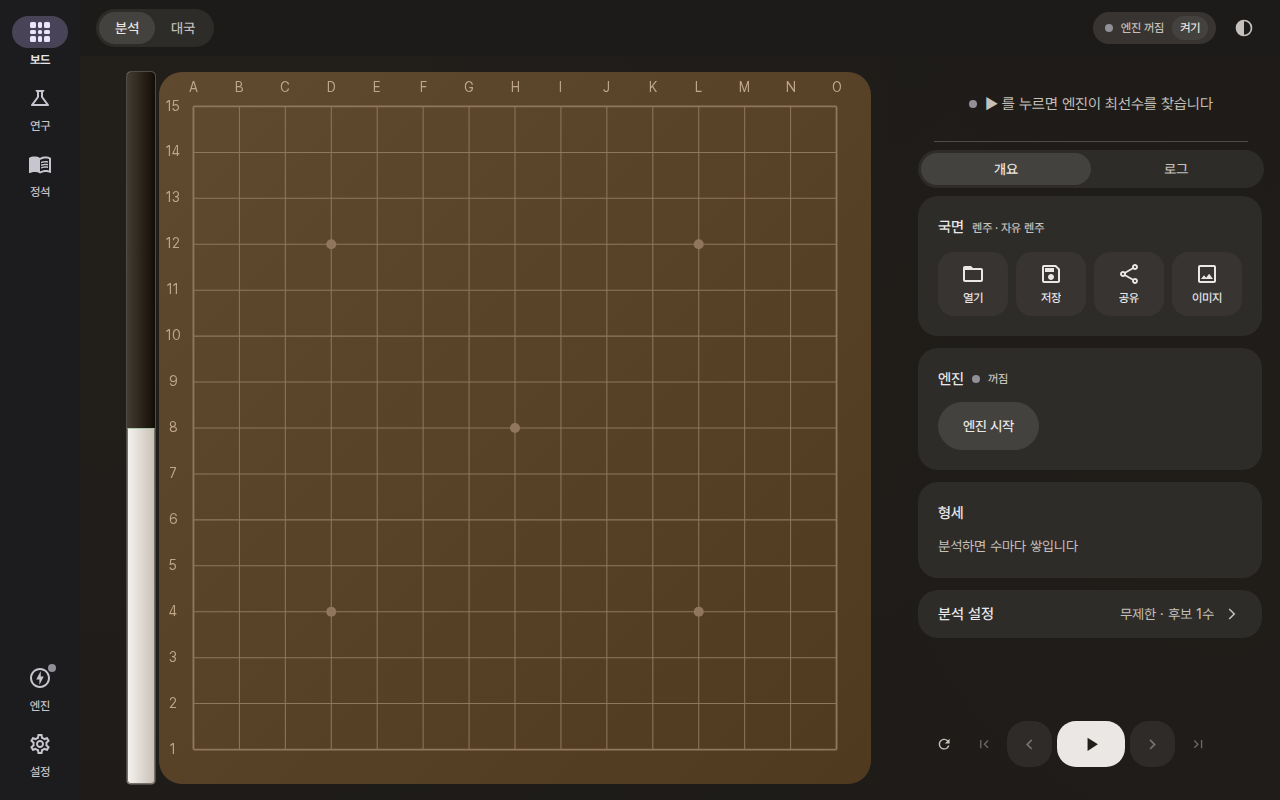 보드
연구
정석
엔진
설정
분석 대국
엔진 꺼짐 켜기
A B C D E F G H I J K L M N O
15
14
13
12
11
10
9
8
7
6
5
4
3
2
1
▶ 를 누르면 엔진이 최선수를 찾습니다
개요 로그
국면 렌주 · 자유 렌주
열기 저장 공유 이미지
엔진 꺼짐
엔진 시작
형세
분석하면 수마다 쌓입니다
분석 설정 무제한 · 후보 1수